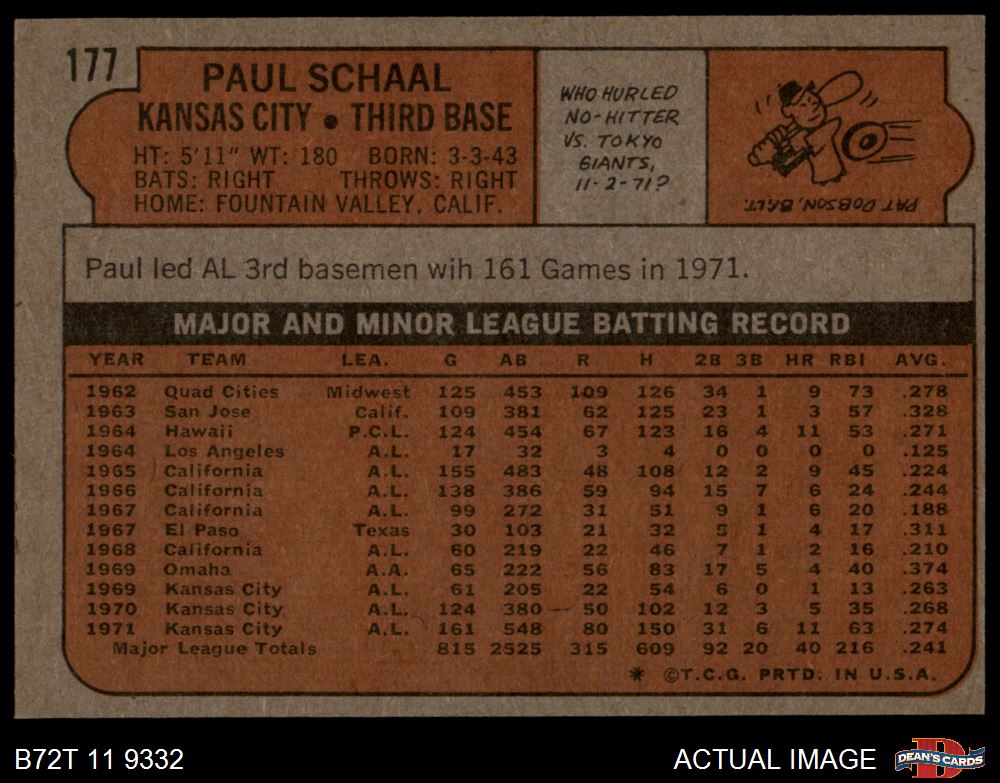 177
PAUL SCHAAL
KANSAS CITY • THIRD BASE
HT: 5'11" WT: 180 BORN: 3-3-43
BATS: RIGHT THROWS: RIGHT
HOME: FOUNTAIN VALLEY, CALIF.
WHO HURLED
NO-HITTER
VS. TOKYO
GIANTS,
11-2-71?
PAT DOBSON, BALT.
Paul led AL 3rd basemen wih 161 Games in 1971.
MAJOR AND MINOR LEAGUE BATTING RECORD
YEAR TEAM LEA. G AB R H 2B 3B HR RBI AVG.
1962 Quad Cities Midwest 125 453 109 126 34 1 9 73 .278
1963 San Jose Calif. 109 381 62 125 23 1 3 57 .328
1964 Hawaii P.C.L. 124 454 67 123 16 4 11 53 .271
1964 Los Angeles A.L. 17 32 3 4 0 0 0 0 .125
1965 California A.L. 155 483 48 108 12 2 9 45 .224
1966 California A.L. 138 386 59 94 15 7 6 24 .244
1967 California A.L. 99 272 31 51 9 1 6 20 .188
1967 El Paso Texas 30 103 21 32 5 1 4 17 .311
1968 California A.L. 60 219 22 46 7 1 2 16 .210
1969 Omaha A.A. 65 222 56 83 17 5 4 40 .374
1969 Kansas City A.L. 61 205 22 54 6 0 1 13 .263
1970 Kansas City A.L. 124 380 50 102 12 3 5 35 .268
1971 Kansas City A.L. 161 548 80 150 31 6 11 63 .274
Major League Totals 815 2525 315 609 92 20 40 216 .241
* ©T.C.G. PRTD. IN U.S.A.
B72T 11 9332
ACTUAL IMAGE
DEAN'S CARDS